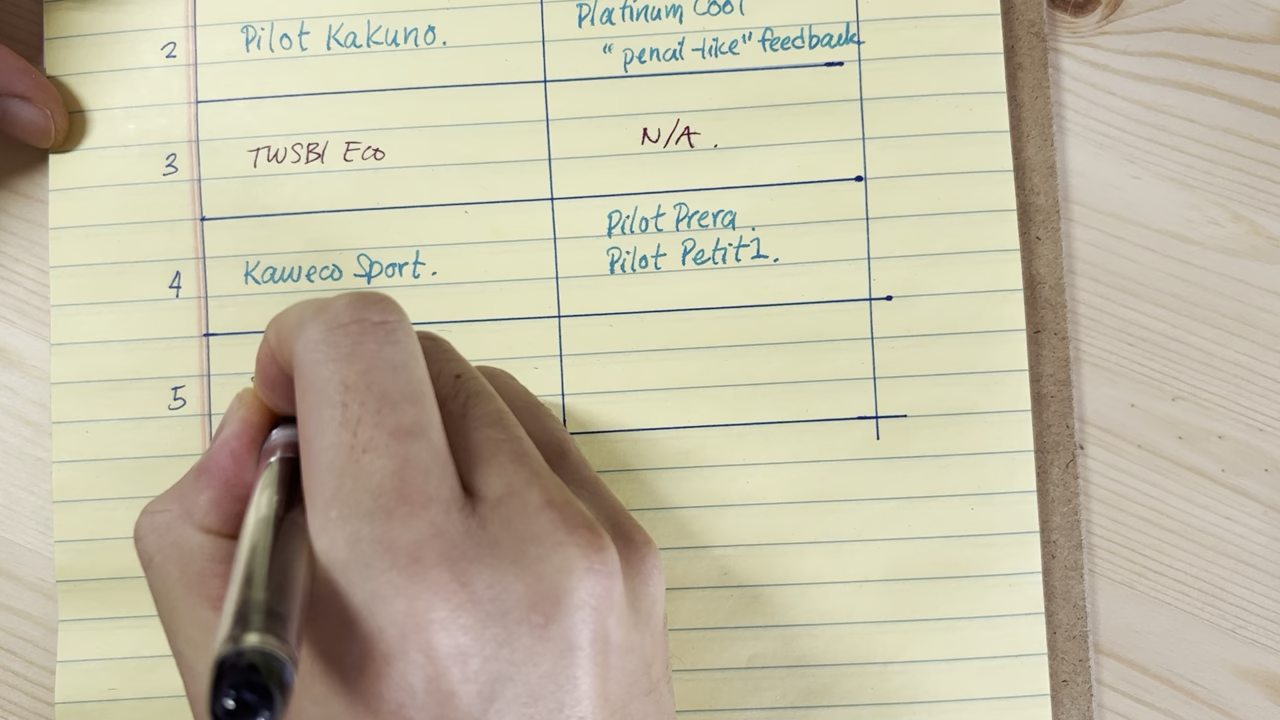 Platinum Cool
2 Pilot Kakuno.
"pencil-like" feedback
3 TWSBI Eco N/A.
Pilot Prera.
4 Kaweco Sport. Pilot Petit1.
5